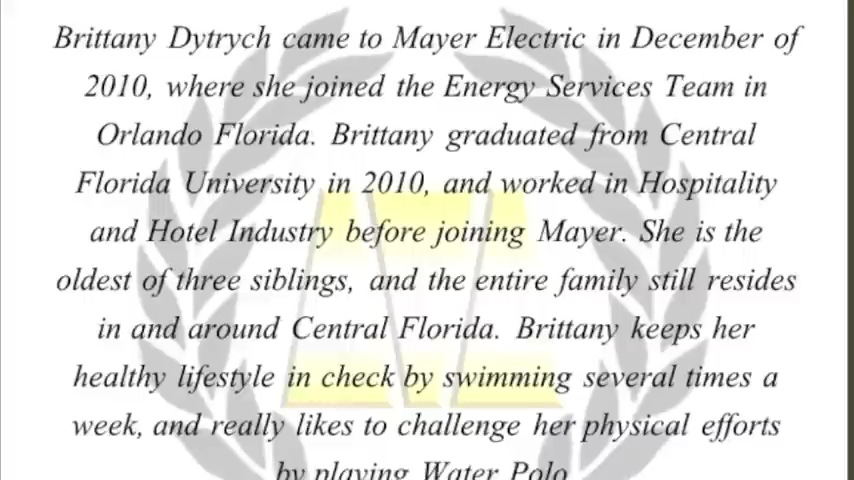 Brittany Dytrych came to Mayer Electric in December of
2010, where she joined the Energy Services Team in
Orlando Florida. Brittany graduated from Central
Florida University in 2010, and worked in Hospitality
and Hotel Industry before joining Mayer. She is the
oldest of three siblings, and the entire family still resides
in and around Central Florida. Brittany keeps her
healthy lifestyle in check by swimming several times a
week, and really likes to challenge her physical efforts
by playing Water Polo